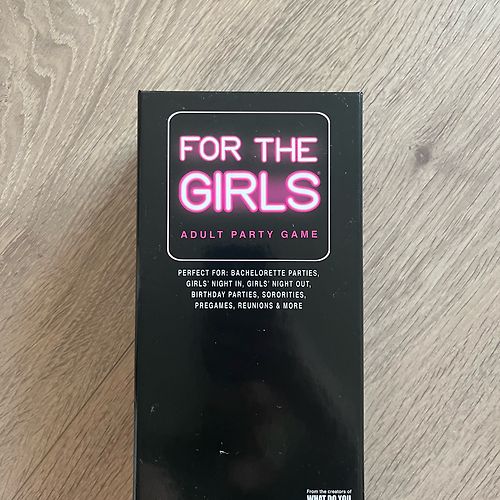 FOR THE
GIRLS®
ADULT PARTY GAME
PERFECT FOR: BACHELORETTE PARTIES,
GIRLS' NIGHT IN, GIRLS' NIGHT OUT,
BIRTHDAY PARTIES, SORORITIES,
PREGAMES, REUNIONS & MORE
From the creators of
WHAT DO YOU